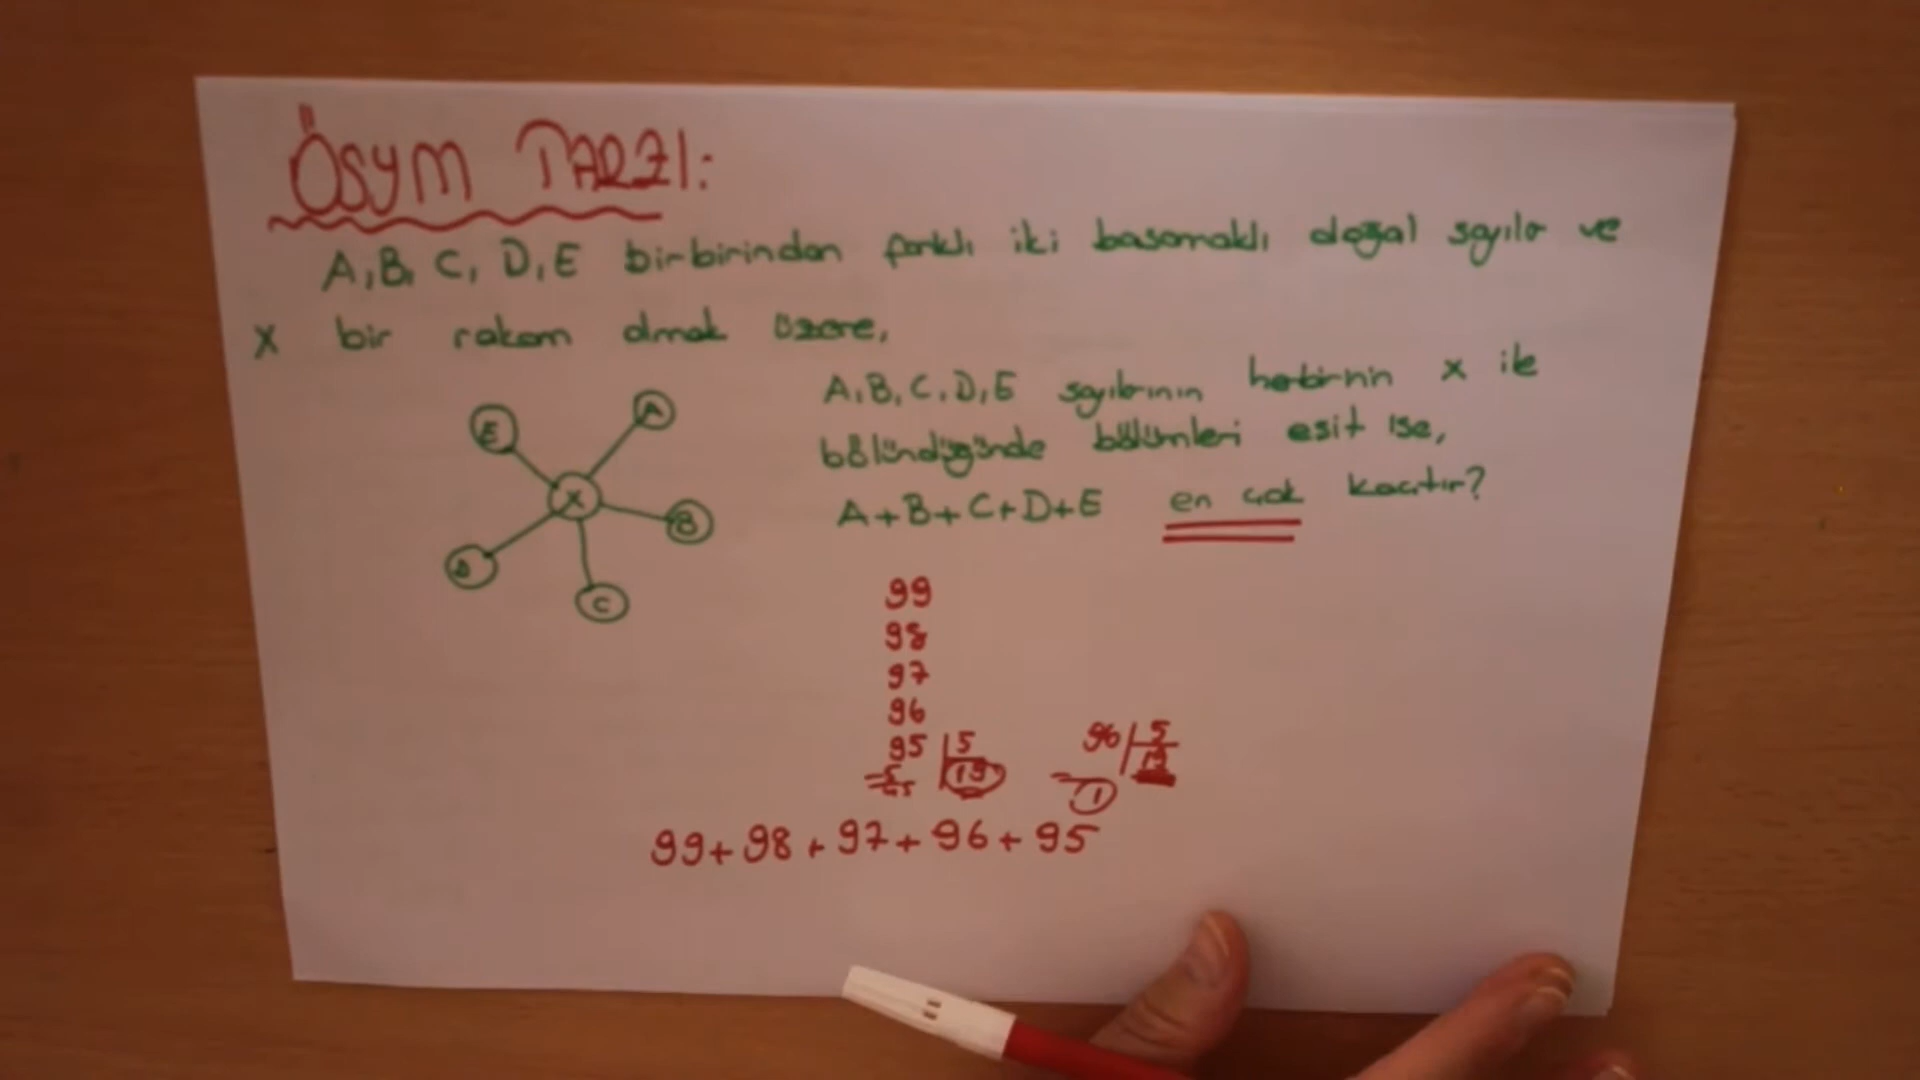 ÖSYM TARZI:
A, B, C, D, E birbirinden farklı iki basamaklı doğal sayılar ve
X bir rakam olmak üzere,
A, B, C, D, E sayılarının herbirinin x ile
bölündüğünde bölümleri eşit ise,
A+B+C+D+E en çok kaçtır?
E
A
X
B
D
C
99
98
97
96
95 5
19
96 5
19
1
99+98+97+96+95